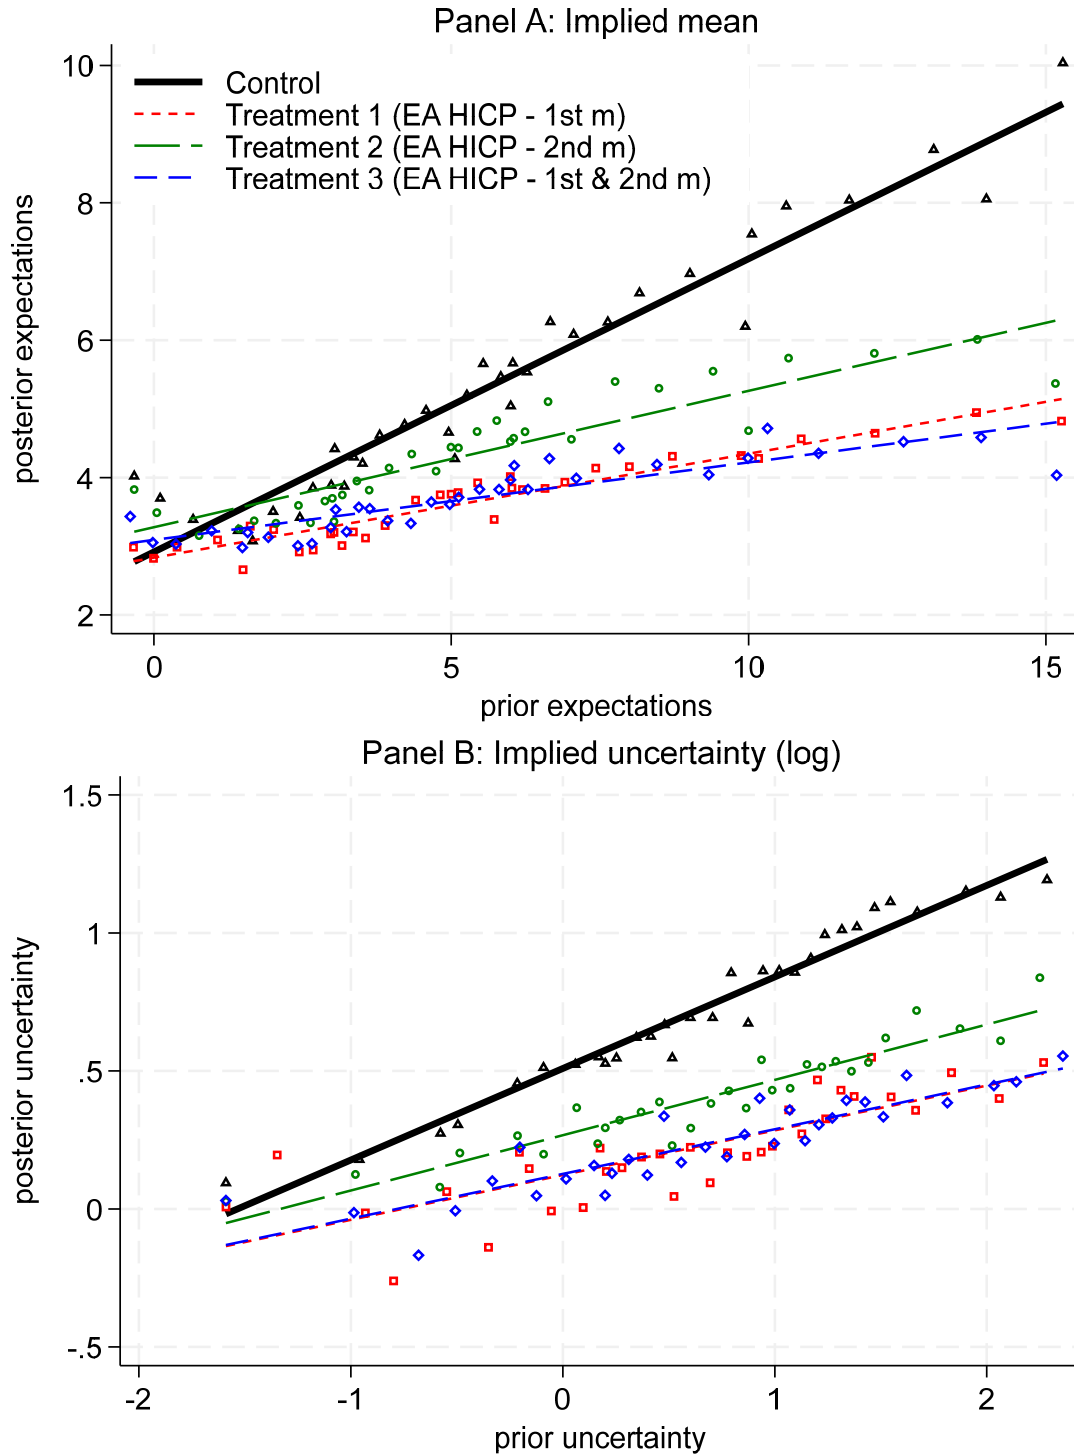 Panel A: Implied mean
10
8
6
4
2
posterior expectations
Control
Treatment 1 (EA HICP - 1st m)
Treatment 2 (EA HICP - 2nd m)
Treatment 3 (EA HICP - 1st & 2nd m)
0 5 10 15
prior expectations
Panel B: Implied uncertainty (log)
1.5
1
.5
0
-.5
posterior uncertainty
-2 -1 0 1 2
prior uncertainty